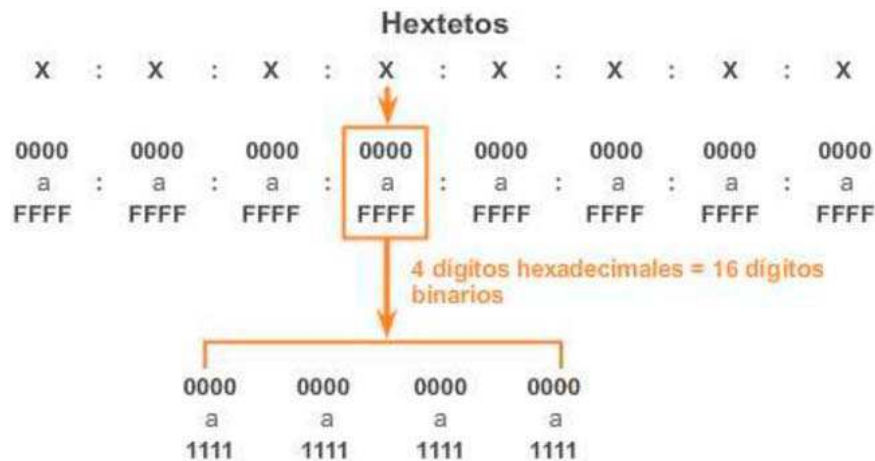 Hextetos
X : X : X : X : X : X : X : X
0000 0000 0000 0000 0000 0000 0000 0000
a : a : a : a : a : a : a : a
FFFF FFFF FFFF FFFF FFFF FFFF FFFF FFFF
4 dígitos hexadecimales = 16 dígitos
binarios
0000 0000 0000 0000
a a a a
1111 1111 1111 1111